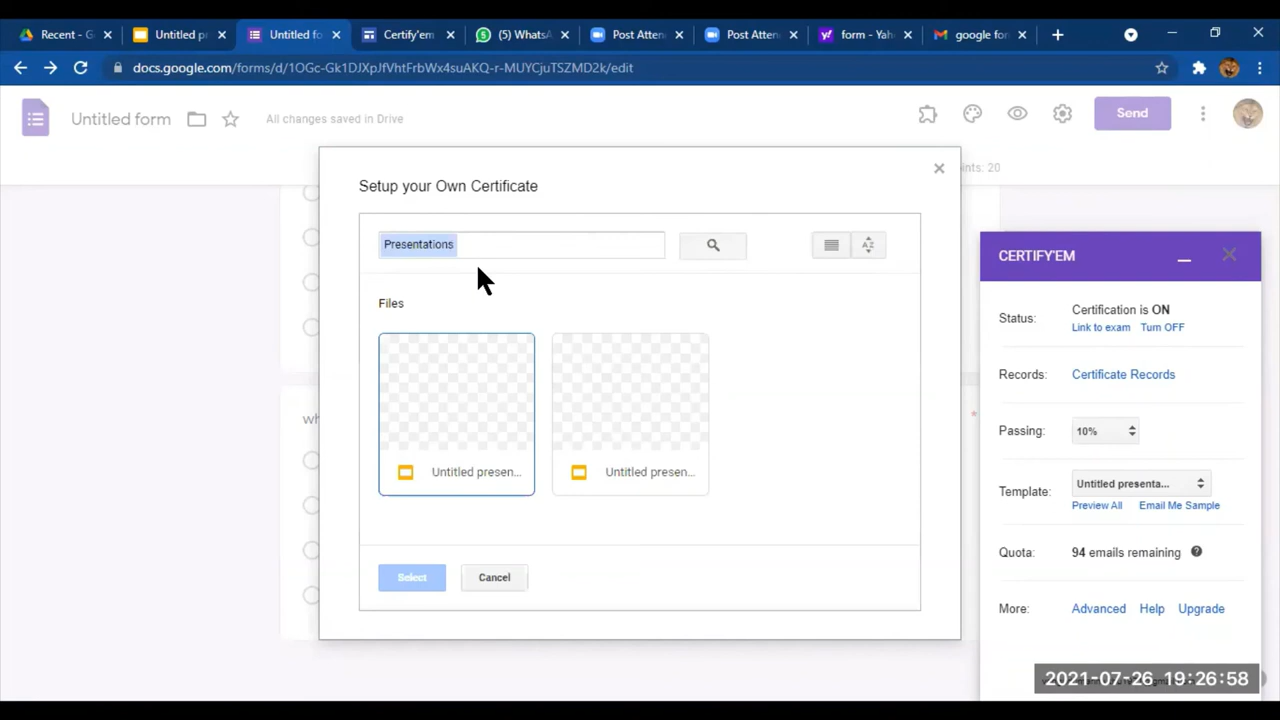 Recent - G
Untitled pr
Untitled fo
Certify'em
(5) WhatsA
Post Atten
Post Atten
form - Yah
google for
docs.google.com/forms/d/1OGc-Gk1DJXpJfVhtFrbWx4suAKQ-r-MUYCjuTSZMD2k/edit
Untitled form
All changes saved in Drive
Send
points: 20
Setup your Own Certificate
Presentations
Files
Untitled presen...
Untitled presen...
Select
Cancel
wh
*
CERTIFY'EM
Status:
Certification is ON
Link to exam Turn OFF
Records:
Certificate Records
Passing:
10%
Template:
Untitled presenta...
Preview All Email Me Sample
Quota:
94 emails remaining
More:
Advanced Help Upgrade
2021-07-26 19:26:58